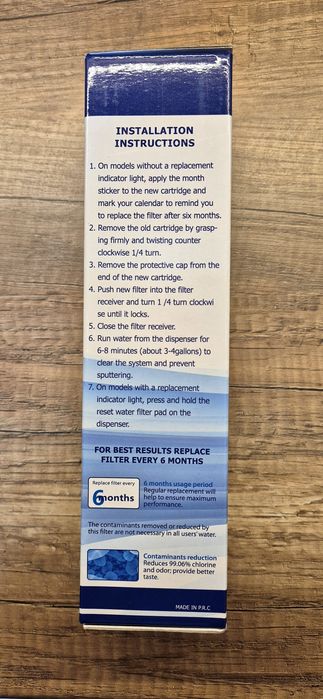 INSTALLATION
INSTRUCTIONS
1. On models without a replacement
indicator light, apply the month
sticker to the new cartridge and
mark your calendar to remind you
to replace the filter after six months.
2. Remove the old cartridge by grasp-
ing firmly and twisting counter
clockwise 1/4 turn.
3. Remove the protective cap from the
end of the new cartridge.
4. Push new filter into the filter
receiver and turn 1 /4 turn clockwi
se until it locks.
5. Close the filter receiver.
6. Run water from the dispenser for
6-8 minutes (about 3-4gallons) to
clear the system and prevent
sputtering.
7. On models with a replacement
indicator light, press and hold the
reset water filter pad on the
dispenser.
FOR BEST RESULTS REPLACE
FILTER EVERY 6 MONTHS
Replace filter every
6months
6 months usage period
Regular replacement will
help to ensure maximum
performance.
The contaminants removed or reduced by
this filter are not necessary in all users' water.
Contaminants reduction
Reduces 99.06% chlorine
and odor; provide better
taste.
MADE IN P.R.C